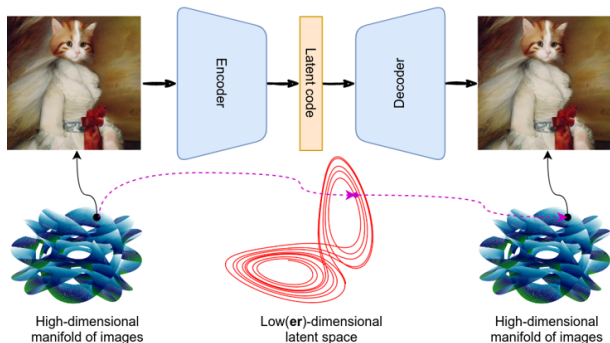 Encoder
Latent code
Decoder
High-dimensional
manifold of images
Low(er)-dimensional
latent space
High-dimensional
manifold of images